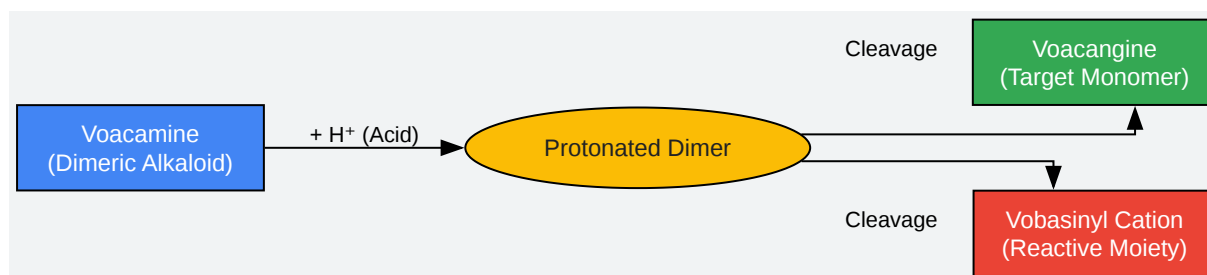 Voacamine
(Dimeric Alkaloid)
+ H⁺ (Acid)
Protonated Dimer
Cleavage
Voacangine
(Target Monomer)
Cleavage
Vobasinyl Cation
(Reactive Moiety)